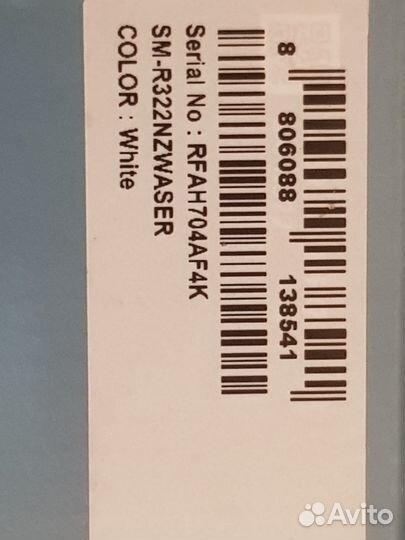 8 806088 138541
Serial No : RFAH704AF4K
SM-R322NZWASER
COLOR : White
Avito